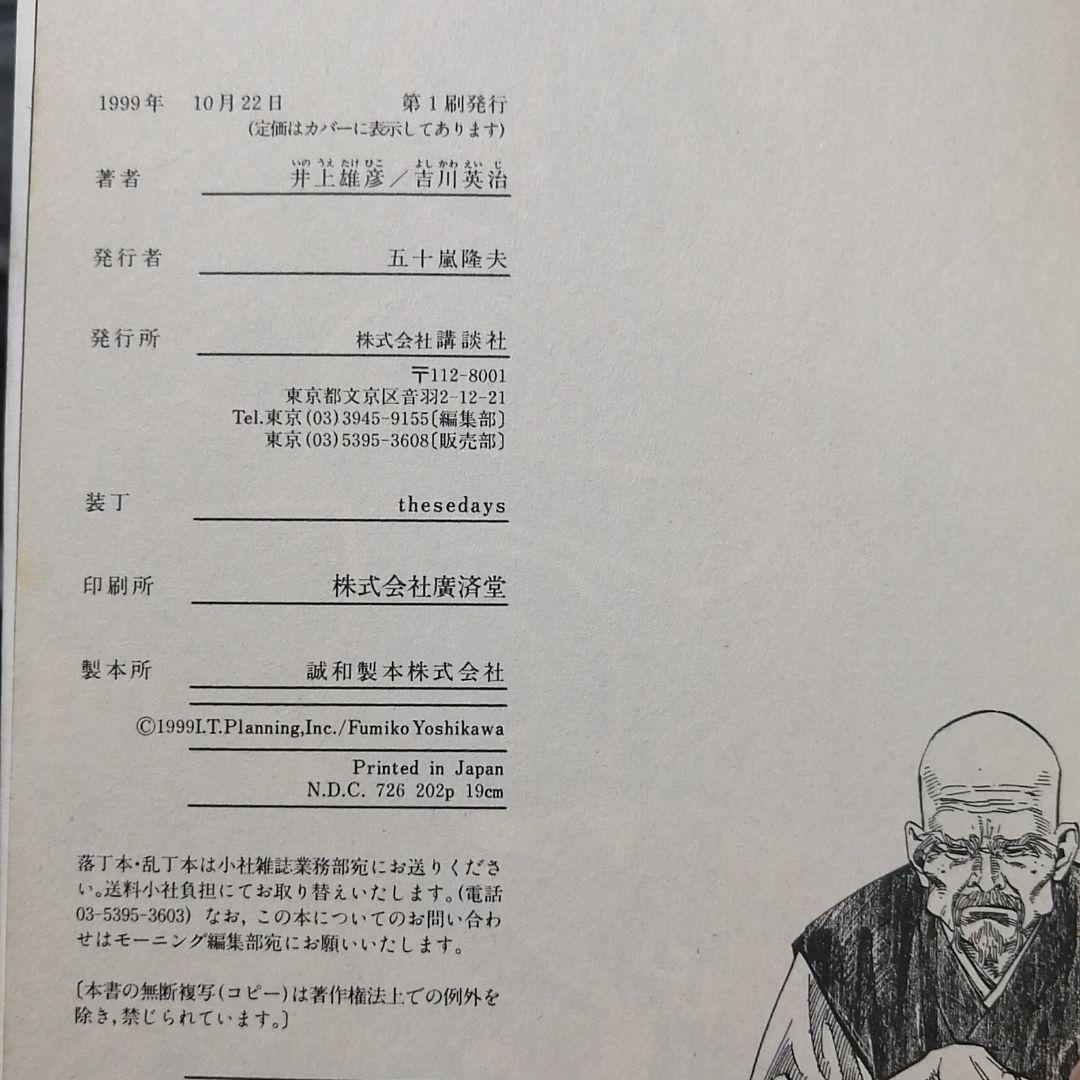 1999年 10月22日 第1刷発行
(定価はカバーに表示してあります)
いの うえ たけ ひこ よし かわ えい じ
著者 井上雄彦／吉川英治
発行者 五十嵐隆夫
発行所 株式会社講談社
〒112-8001
東京都文京区音羽2-12-21
Tel.東京(03)3945-9155〔編集部〕
東京(03)5395-3608〔販売部〕
装丁 thesedays
印刷所 株式会社廣済堂
製本所 誠和製本株式会社
©1999I.T.Planning,Inc./Fumiko Yoshikawa
Printed in Japan
N.D.C. 726 202p 19cm
落丁本・乱丁本は小社雑誌業務部宛にお送りくださ
い。送料小社負担にてお取り替えいたします。(電話
03-5395-3603) なお, この本についてのお問い合わ
せはモーニング編集部宛にお願いいたします。
〔本書の無断複写(コピー)は著作権法上での例外を
除き, 禁じられています。〕